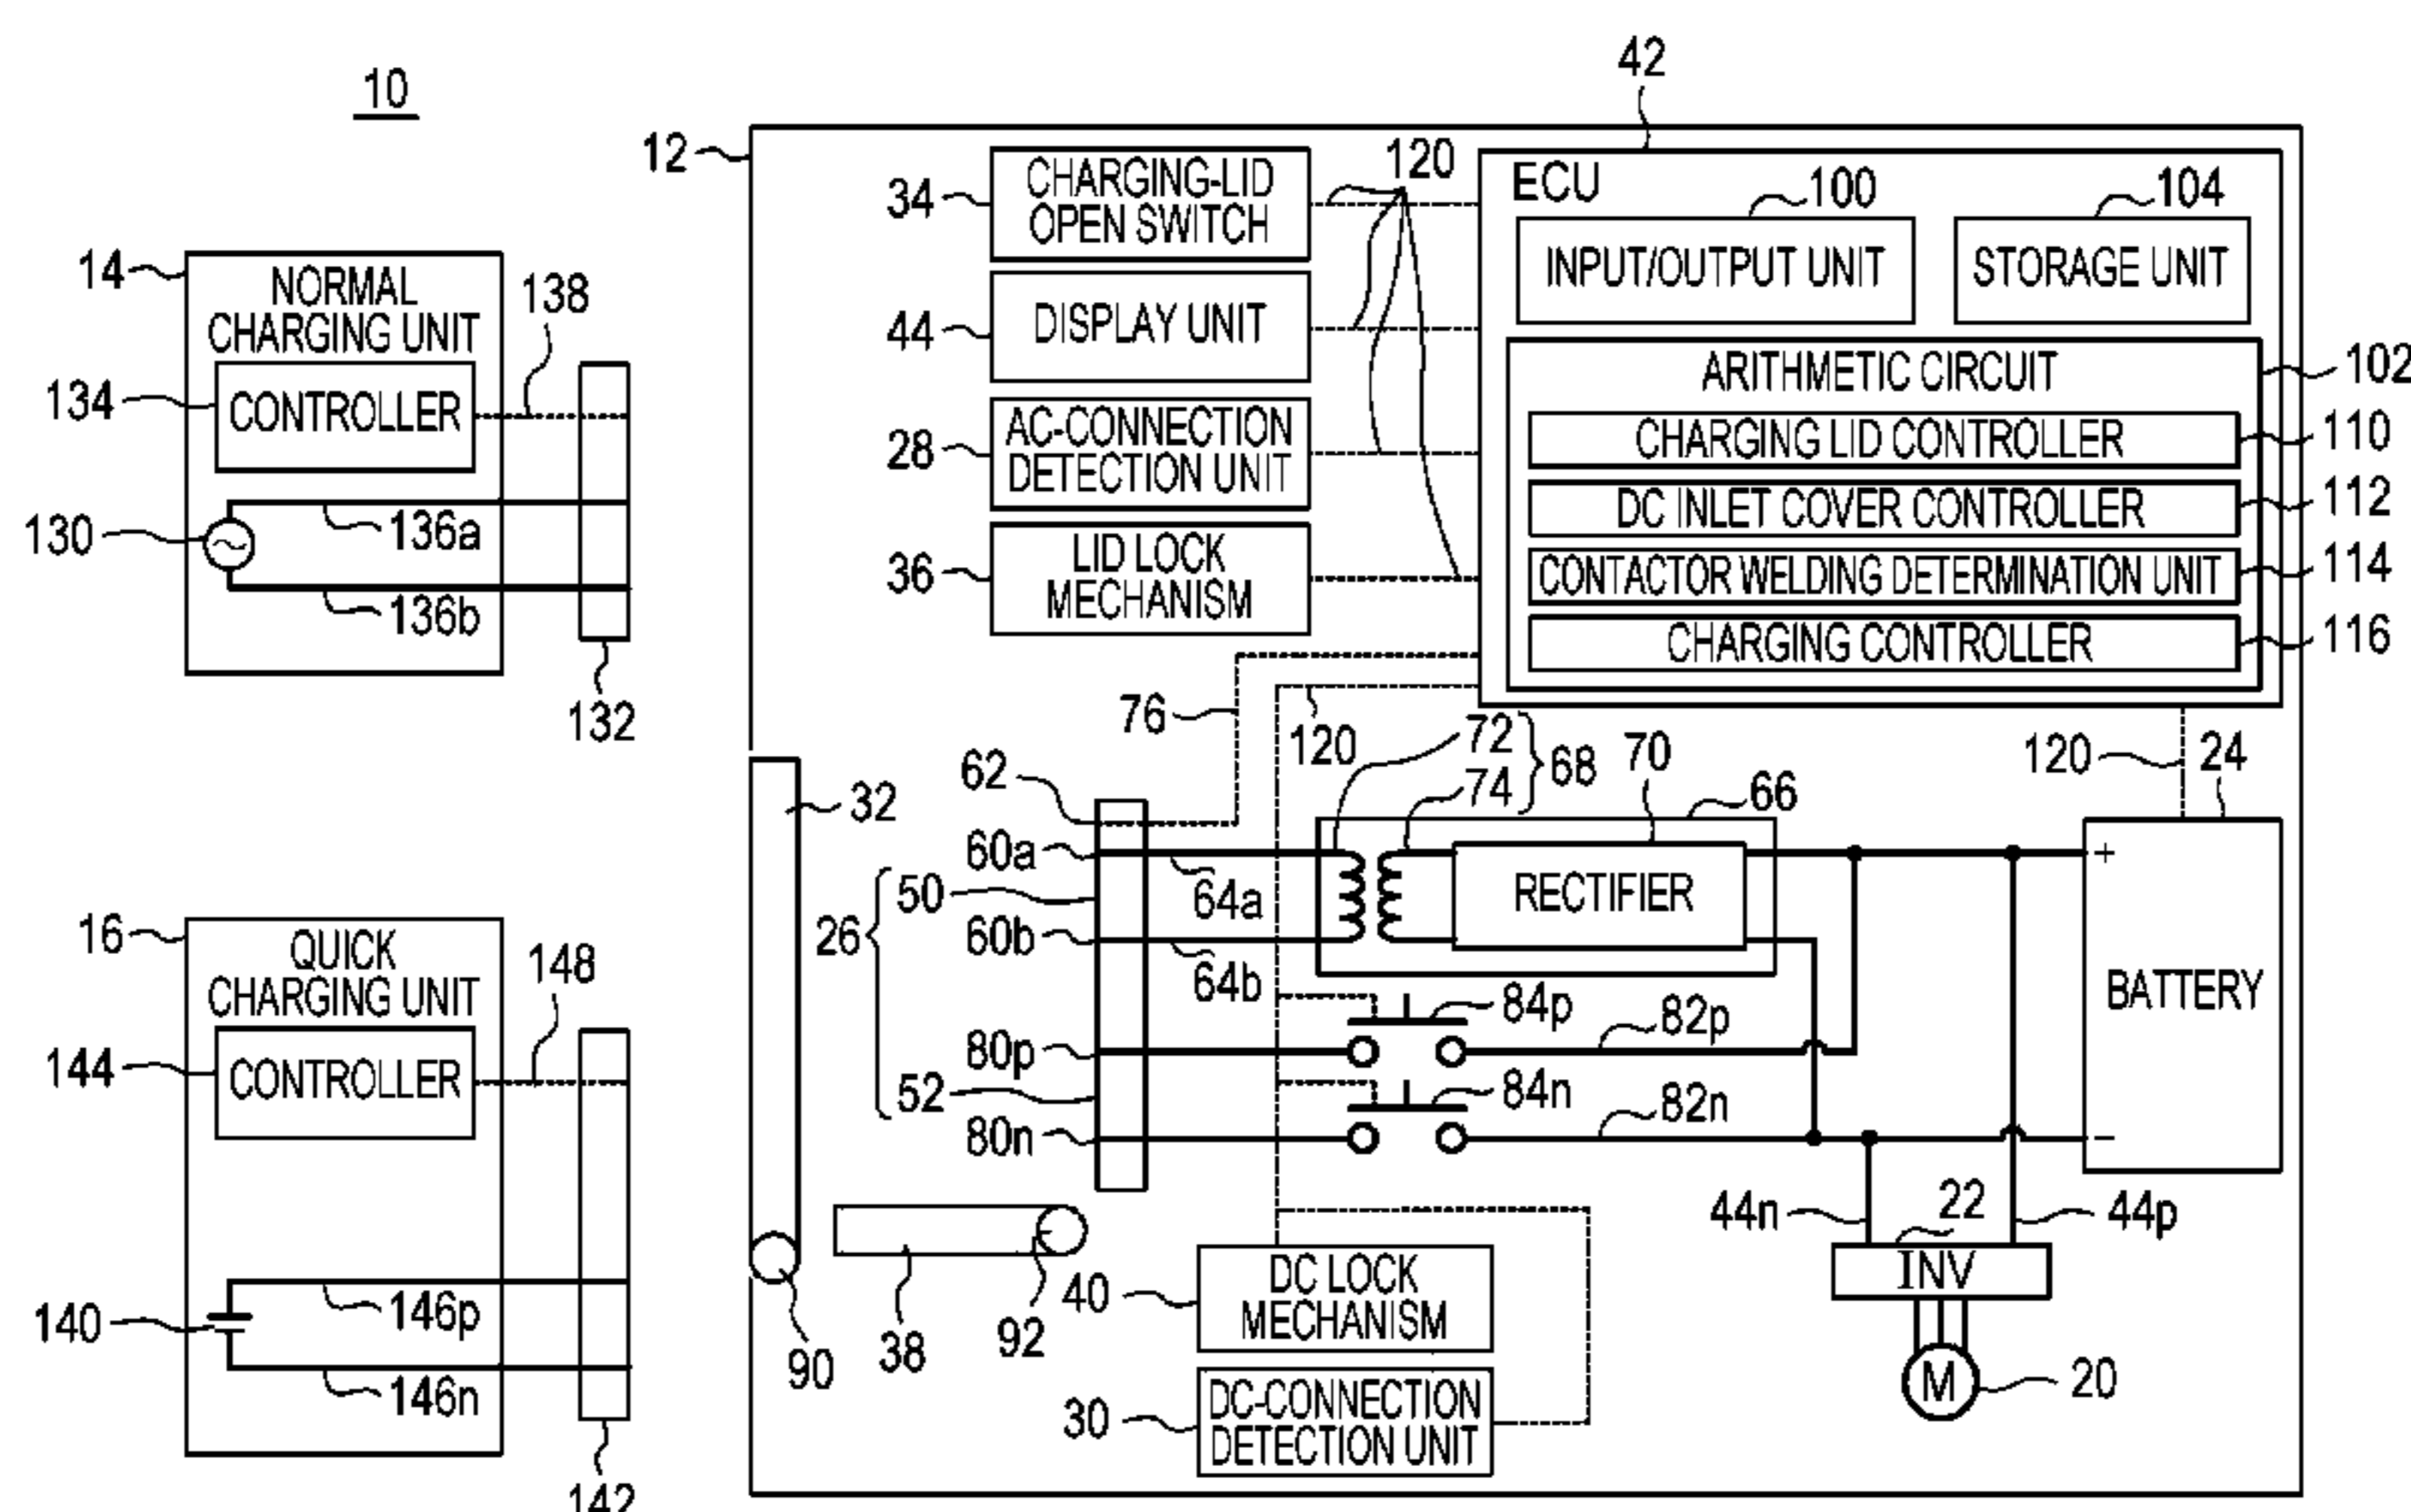 10
42
12
120
34
CHARGING-LID
OPEN SWITCH
ECU
100
104
INPUT/OUTPUT UNIT
STORAGE UNIT
14
NORMAL
CHARGING UNIT
138
44
DISPLAY UNIT
ARITHMETIC CIRCUIT
102
134
CONTROLLER
28
AC-CONNECTION
DETECTION UNIT
CHARGING LID CONTROLLER
110
DC INLET COVER CONTROLLER
112
130
136a
136b
36
LID LOCK
MECHANISM
CONTACTOR WELDING DETERMINATION UNIT
114
CHARGING CONTROLLER
116
132
76
120
72
74
68
70
66
120
24
32
62
60a
64a
50
26
60b
64b
RECTIFIER
+
BATTERY
16
QUICK
CHARGING UNIT
148
144
CONTROLLER
80p
84p
82p
52
84n
82n
80n
−
44n
22
44p
INV
140
146p
146n
90
38
92
40
DC LOCK
MECHANISM
M
20
30
DC-CONNECTION
DETECTION UNIT
142